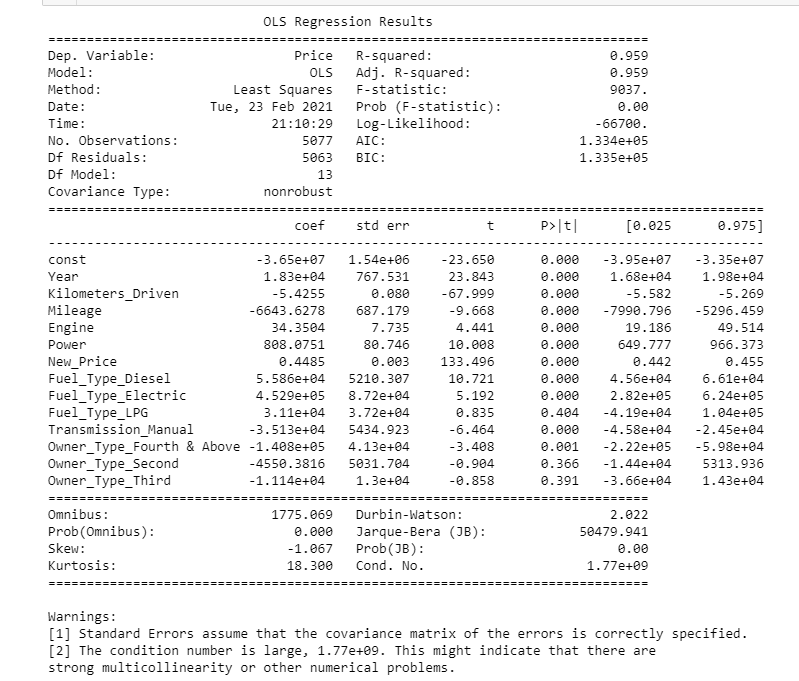 OLS Regression Results
==============================================================================
Dep. Variable: Price R-squared: 0.959
Model: OLS Adj. R-squared: 0.959
Method: Least Squares F-statistic: 9037.
Date: Tue, 23 Feb 2021 Prob (F-statistic): 0.00
Time: 21:10:29 Log-Likelihood: -66700.
No. Observations: 5077 AIC: 1.334e+05
Df Residuals: 5063 BIC: 1.335e+05
Df Model: 13
Covariance Type: nonrobust
=============================================================================================
coef std err t P>|t| [0.025 0.975]
---------------------------------------------------------------------------------------------
const -3.65e+07 1.54e+06 -23.650 0.000 -3.95e+07 -3.35e+07
Year 1.83e+04 767.531 23.843 0.000 1.68e+04 1.98e+04
Kilometers_Driven -5.4255 0.080 -67.999 0.000 -5.582 -5.269
Mileage -6643.6278 687.179 -9.668 0.000 -7990.796 -5296.459
Engine 34.3504 7.735 4.441 0.000 19.186 49.514
Power 808.0751 80.746 10.008 0.000 649.777 966.373
New_Price 0.4485 0.003 133.496 0.000 0.442 0.455
Fuel_Type_Diesel 5.586e+04 5210.307 10.721 0.000 4.56e+04 6.61e+04
Fuel_Type_Electric 4.529e+05 8.72e+04 5.192 0.000 2.82e+05 6.24e+05
Fuel_Type_LPG 3.11e+04 3.72e+04 0.835 0.404 -4.19e+04 1.04e+05
Transmission_Manual -3.513e+04 5434.923 -6.464 0.000 -4.58e+04 -2.45e+04
Owner_Type_Fourth & Above -1.408e+05 4.13e+04 -3.408 0.001 -2.22e+05 -5.98e+04
Owner_Type_Second -4550.3816 5031.704 -0.904 0.366 -1.44e+04 5313.936
Owner_Type_Third -1.114e+04 1.3e+04 -0.858 0.391 -3.66e+04 1.43e+04
==============================================================================
Omnibus: 1775.069 Durbin-Watson: 2.022
Prob(Omnibus): 0.000 Jarque-Bera (JB): 50479.941
Skew: -1.067 Prob(JB): 0.00
Kurtosis: 18.300 Cond. No. 1.77e+09
==============================================================================
Warnings:
[1] Standard Errors assume that the covariance matrix of the errors is correctly specified.
[2] The condition number is large, 1.77e+09. This might indicate that there are
strong multicollinearity or other numerical problems.